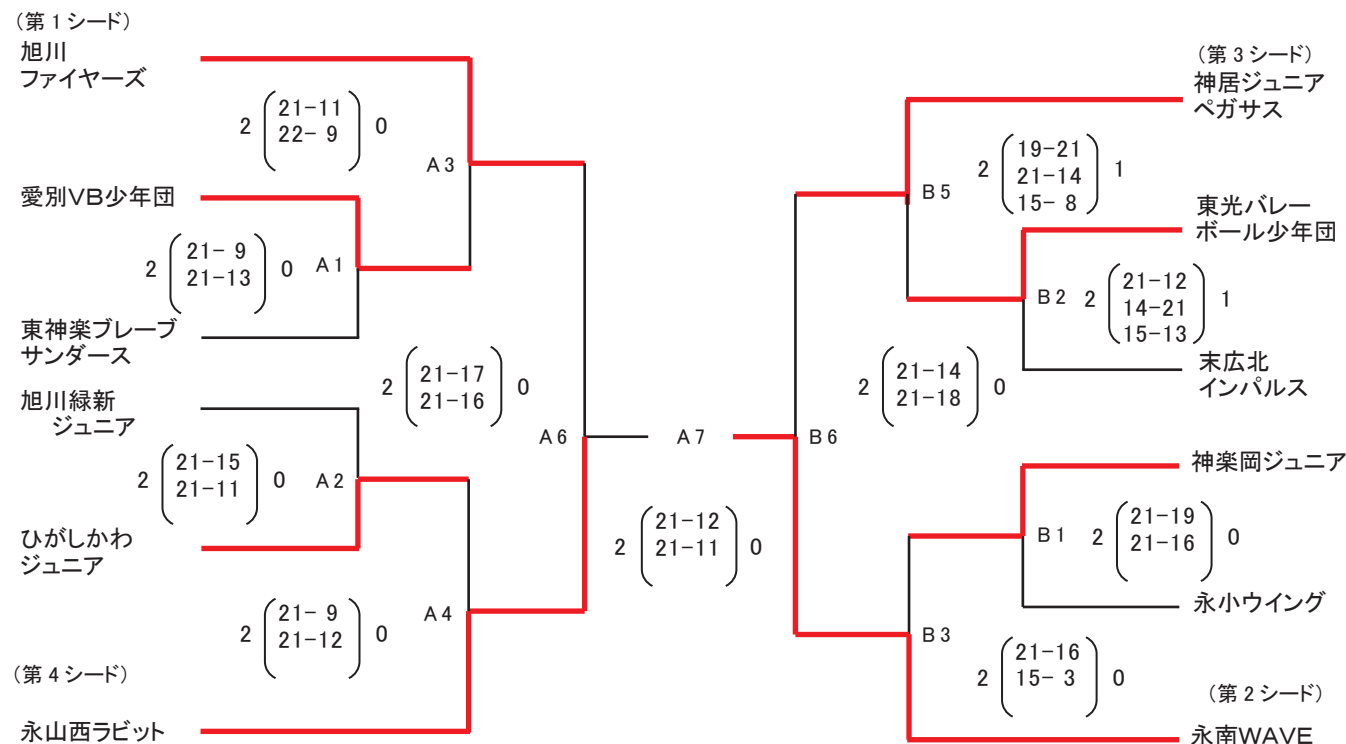 (第1シード)
旭川
ファイヤーズ
2 21-11 0
22- 9
A3
愛別VB少年団
2 21- 9 0
21-13
A1
東神楽ブレーブ
サンダース
旭川緑新
ジュニア
2 21-17 0
21-16
A6
2 21-15 0
21-11
A2
ひがしかわ
ジュニア
2 21- 9 0
21-12
A4
(第4シード)
永山西ラビット
A7
2 21-12 0
21-11
(第3シード)
神居ジュニア
ペガサス
B5
2 19-21 1
21-14
15- 8
東光バレー
ボール少年団
B2
2 21-12 1
14-21
15-13
末広北
インパルス
2 21-14 0
21-18
B6
神楽岡ジュニア
B1
2 21-19 0
21-16
永小ウイング
B3
2 21-16 0
15- 3
(第2シード)
永南WAVE